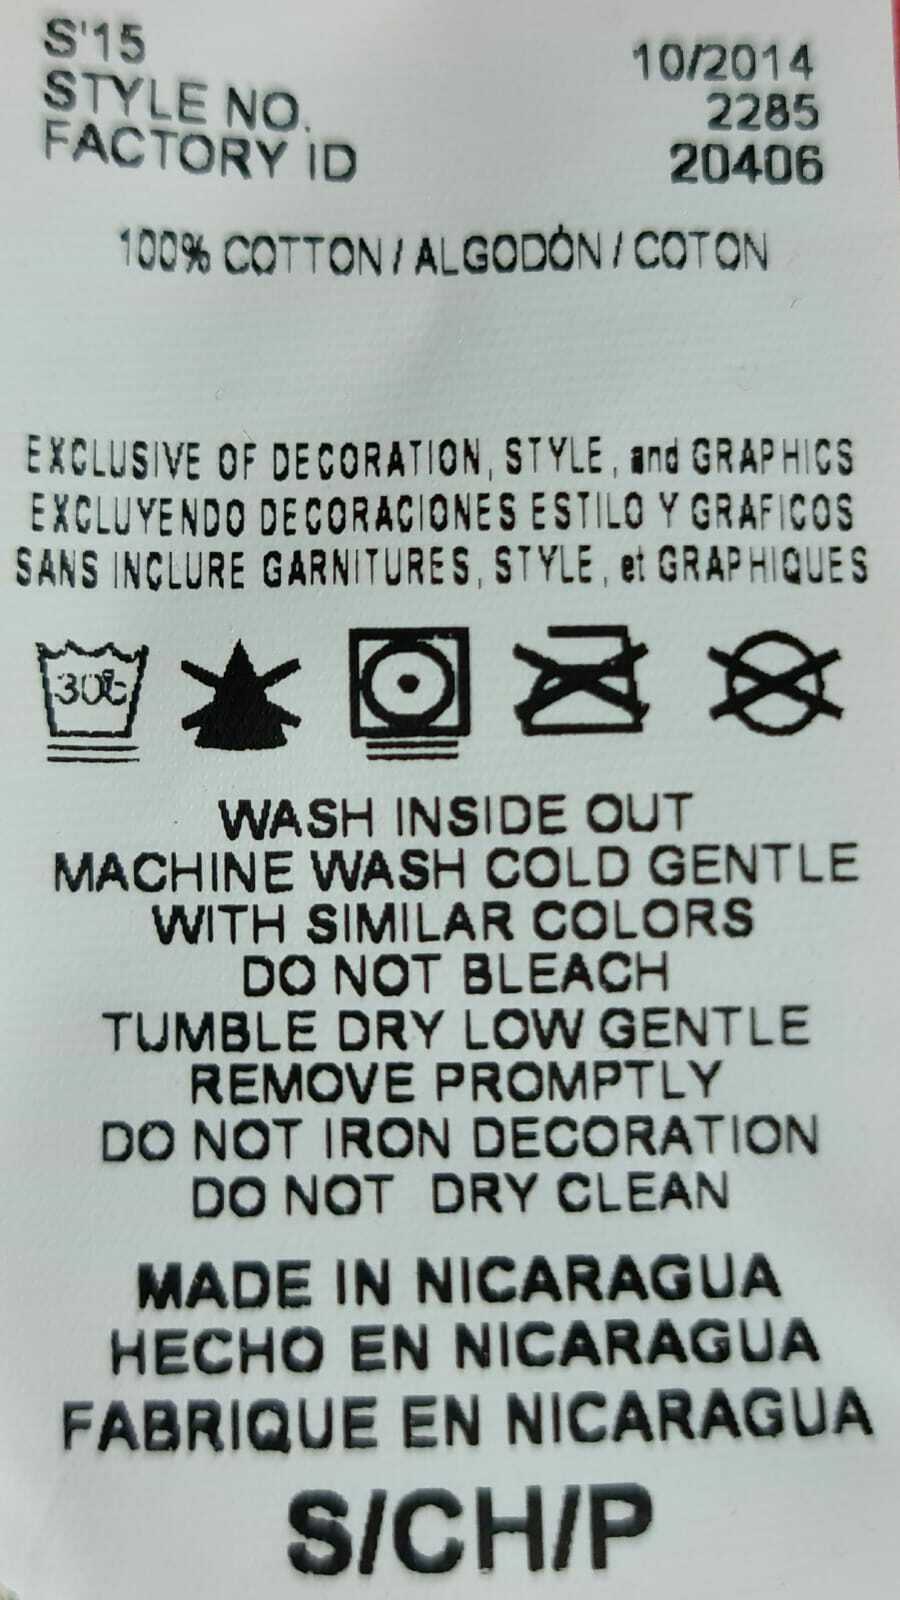 S'15 10/2014
STYLE NO. 2285
FACTORY ID 20406
100% COTTON / ALGODÓN / COTON
EXCLUSIVE OF DECORATION, STYLE, and GRAPHICS
EXCLUYENDO DECORACIONES ESTILO Y GRAFICOS
SANS INCLURE GARNITURES, STYLE, et GRAPHIQUES
30°c
WASH INSIDE OUT
MACHINE WASH COLD GENTLE
WITH SIMILAR COLORS
DO NOT BLEACH
TUMBLE DRY LOW GENTLE
REMOVE PROMPTLY
DO NOT IRON DECORATION
DO NOT DRY CLEAN
MADE IN NICARAGUA
HECHO EN NICARAGUA
FABRIQUE EN NICARAGUA
S/CH/P